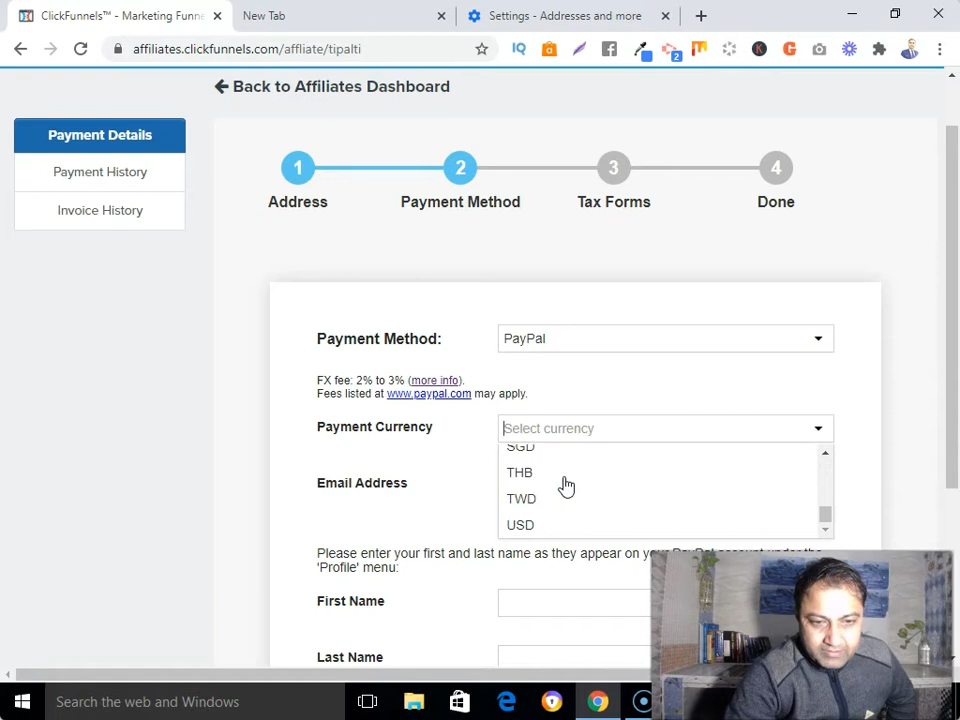 ClickFunnels™ - Marketing Funne
New Tab
Settings - Addresses and more
affiliates.clickfunnels.com/affliate/tipalti
Back to Affiliates Dashboard
Payment Details
Payment History
Invoice History
1
2
3
4
Address
Payment Method
Tax Forms
Done
Payment Method:
PayPal
FX fee: 2% to 3% (more info).
Fees listed at www.paypal.com may apply.
Payment Currency
Select currency
SGD
THB
TWD
USD
Email Address
Please enter your first and last name as they appear on your PayPal account under the
'Profile' menu:
First Name
Last Name
Search the web and Windows